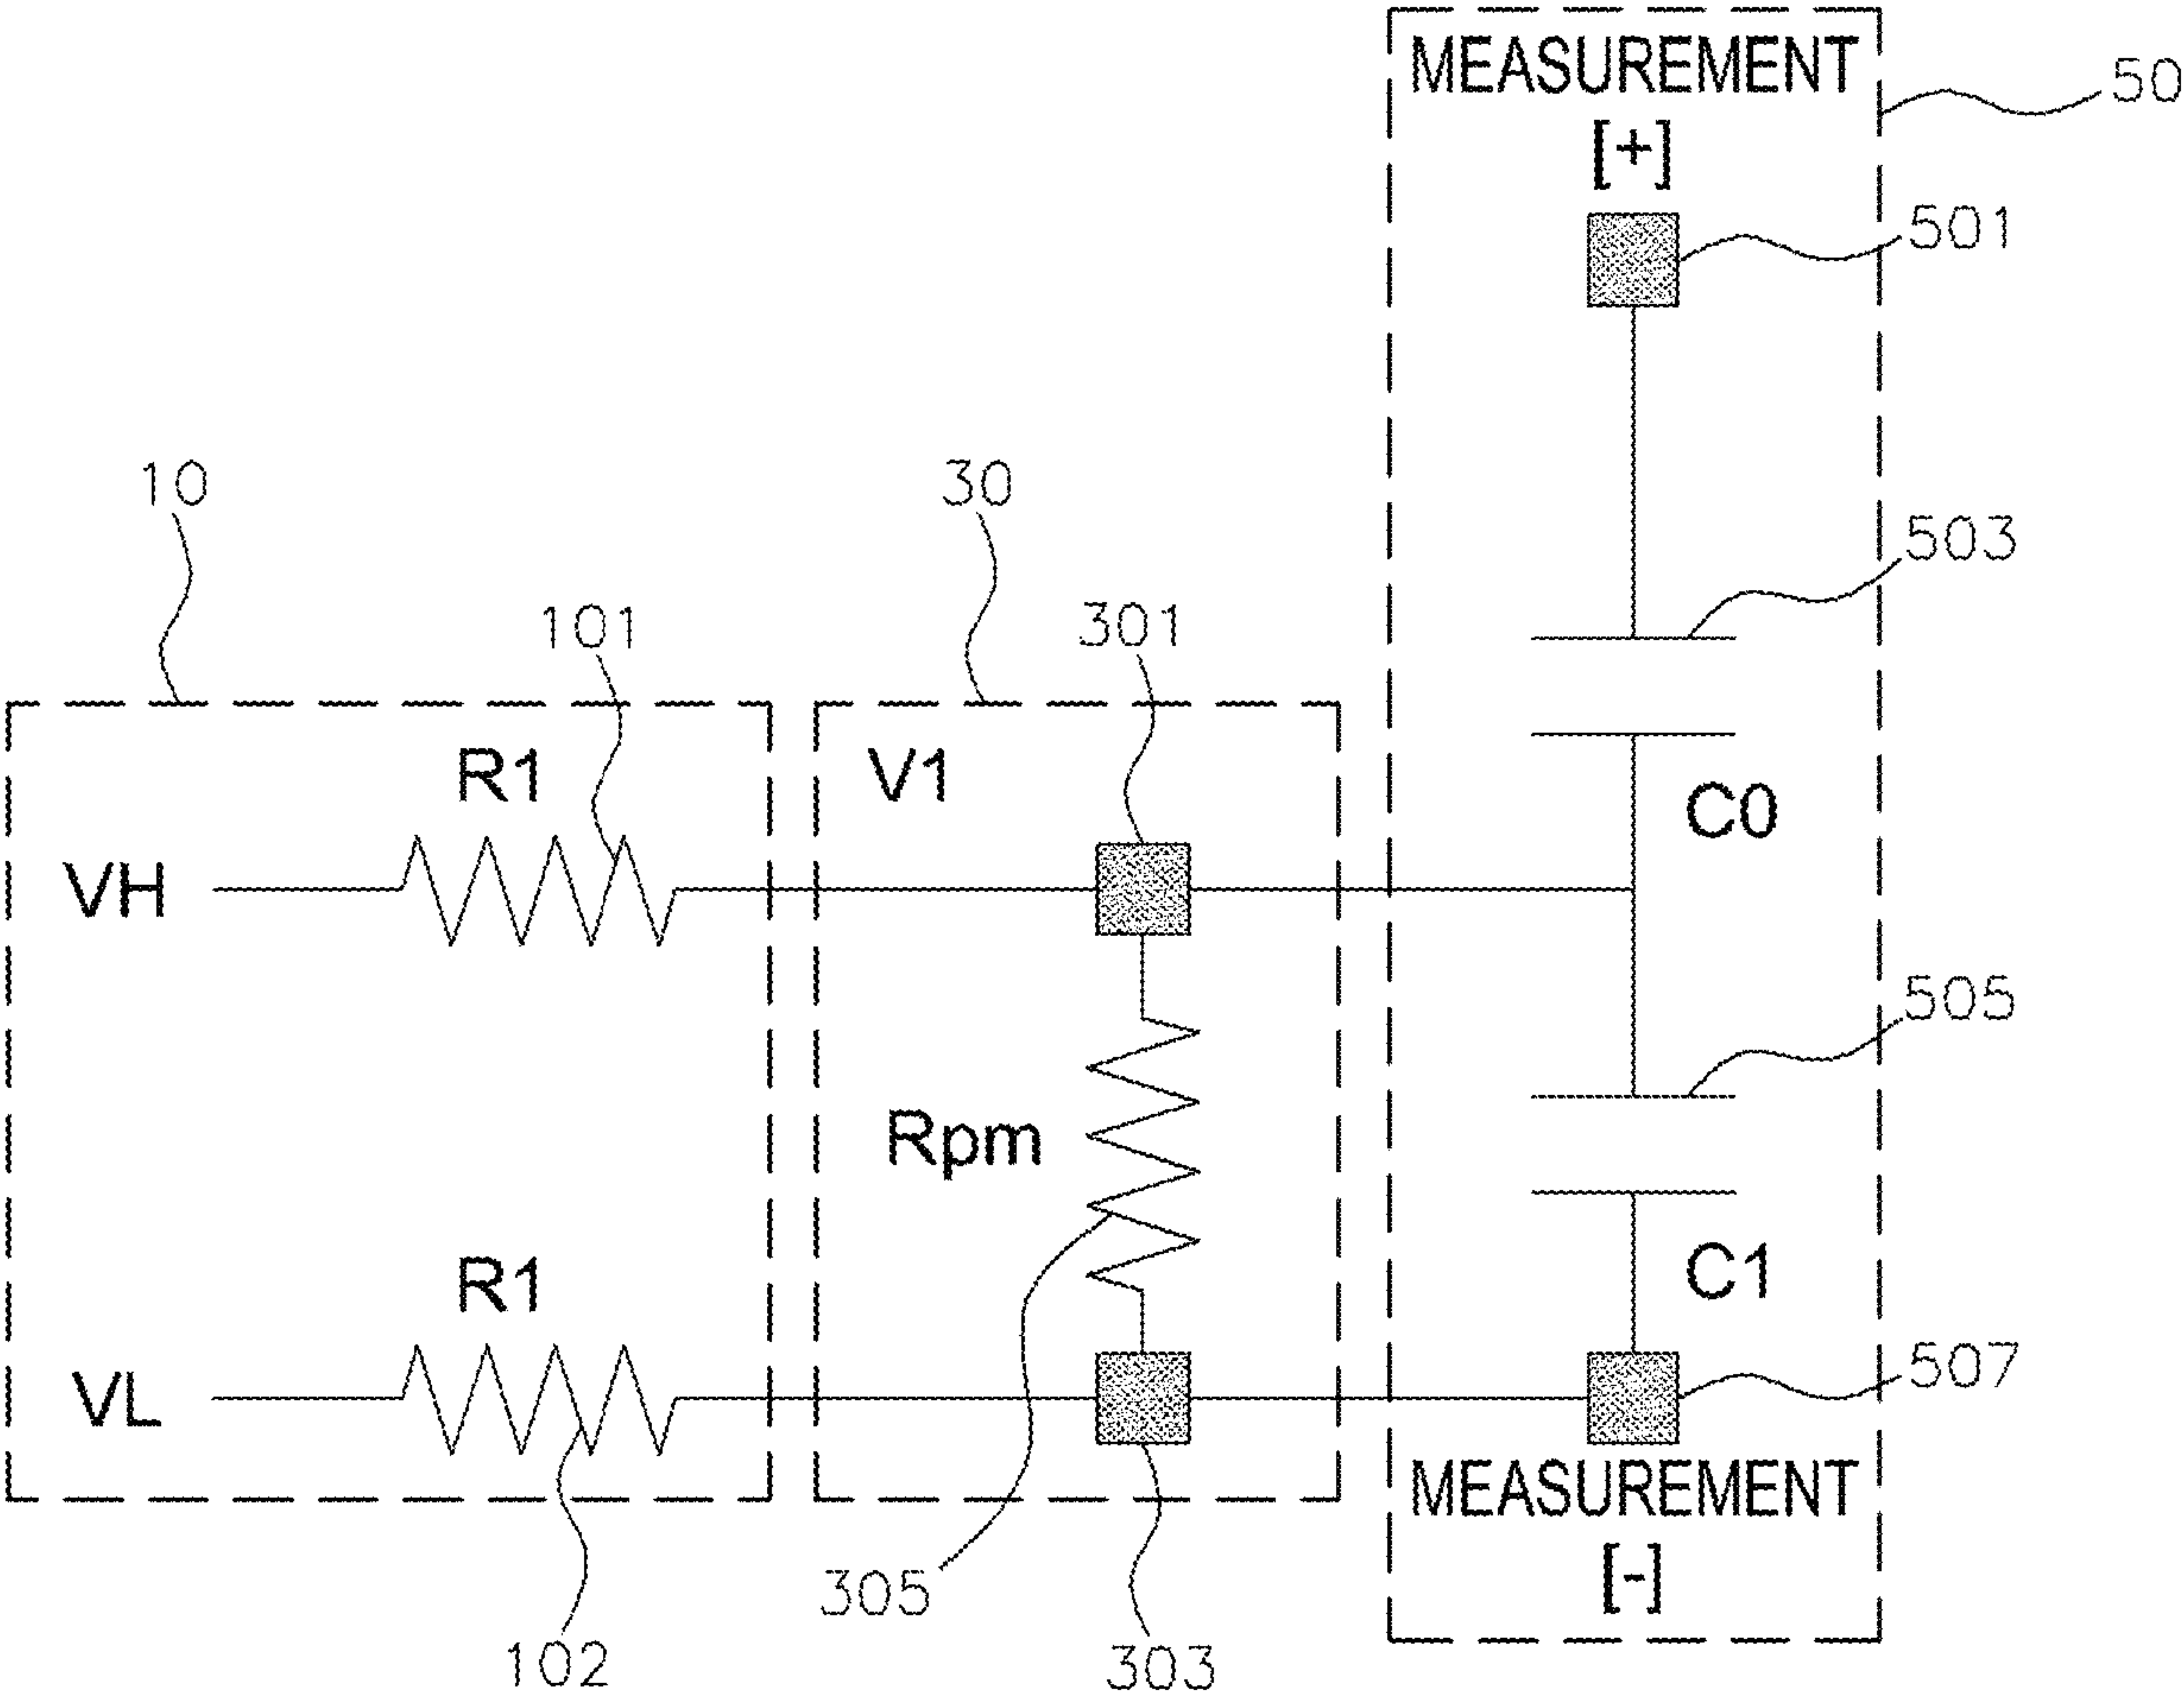 MEASUREMENT
[+]
50
501
503
10
30
101
301
R1
V1
C0
VH
505
Rpm
R1
C1
VL
507
MEASUREMENT
[-]
305
102
303